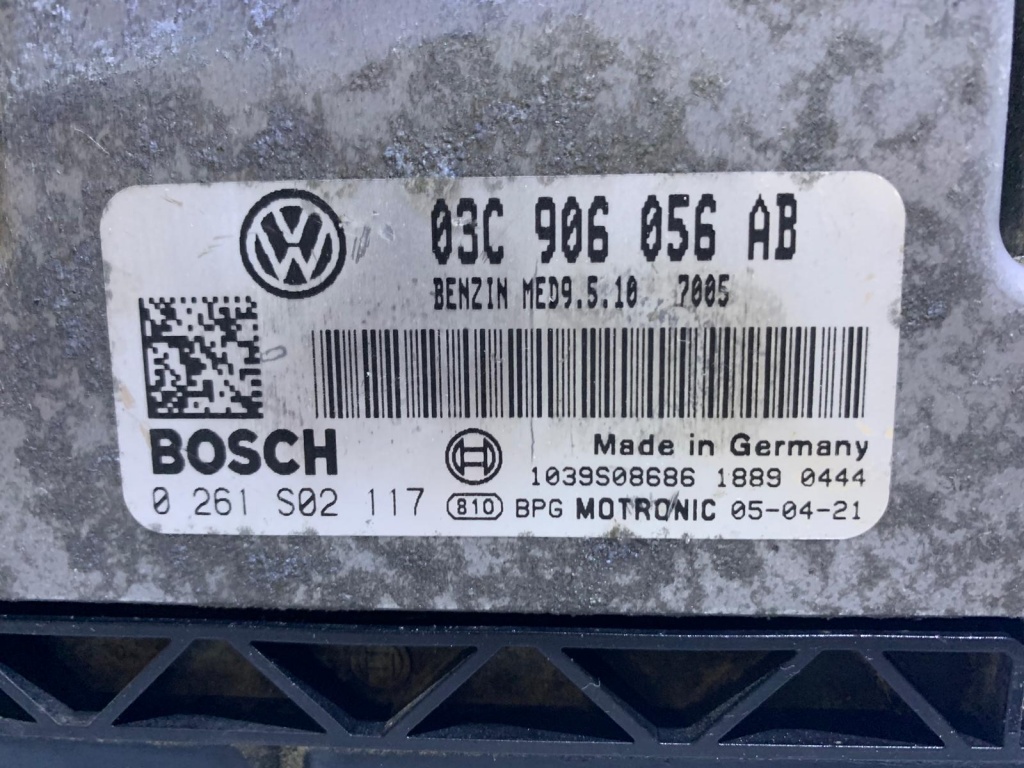 03C 906 056 AB
BENZIN MED9.5.10 7005
BOSCH
Made in Germany
1039S08686 1889 0444
0 261 S02 117 810 BPG MOTRONIC 05-04-21